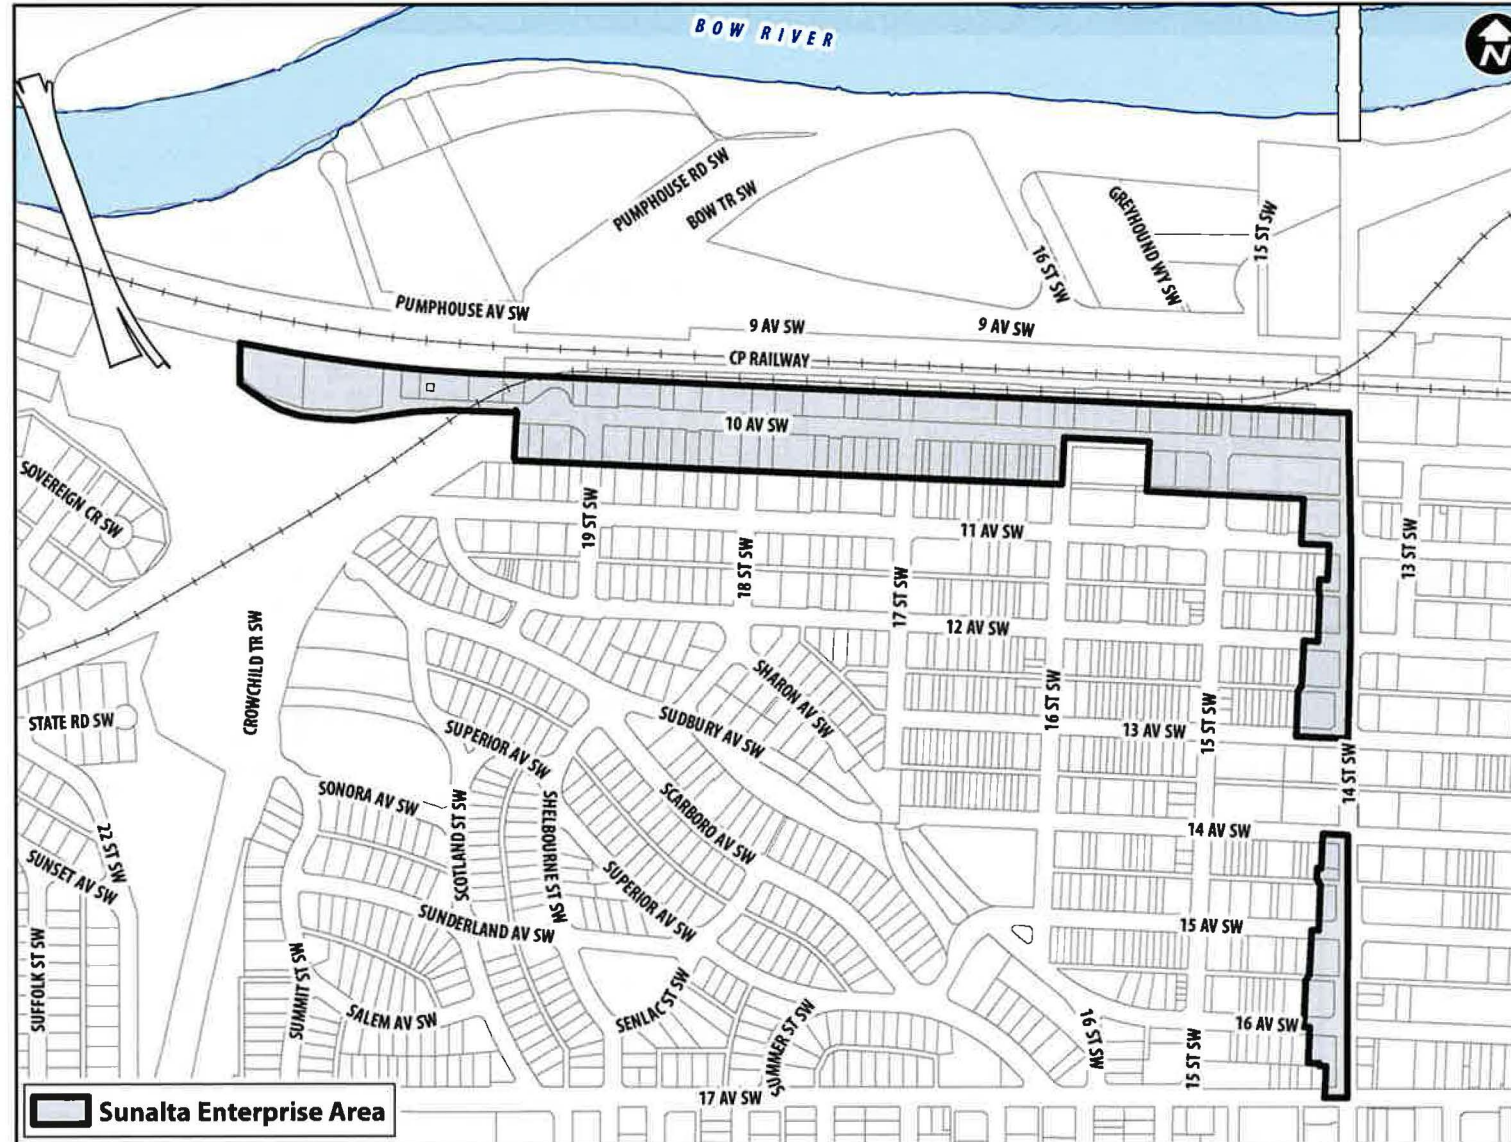 BOW RIVER
N
PUMPHOUSE RD SW
BOW TR SW
GREYHOUND WY SW
15 ST SW
16 ST SW
PUMPHOUSE AV SW
9 AV SW
9 AV SW
CP RAILWAY
10 AV SW
SOVEREIGN CR SW
19 ST SW
18 ST SW
11 AV SW
13 ST SW
17 ST SW
12 AV SW
CROWCHILD TR SW
SHARON AV SW
16 ST SW
15 ST SW
STATE RD SW
SUDBURY AV SW
13 AV SW
SUPERIOR AV SW
14 ST SW
SONORA AV SW
SCOTLAND ST SW
SHELBOURNE ST SW
SCARBORO AV SW
14 AV SW
22 ST SW
SUNSET AV SW
SUPERIOR AV SW
SUNDERLAND AV SW
15 AV SW
SUFFOLK ST SW
SUMMIT ST SW
SALEM AV SW
SENLAC ST SW
SUMMER ST SW
16 ST SW
16 AV SW
15 ST SW
17 AV SW
Sunalta Enterprise Area